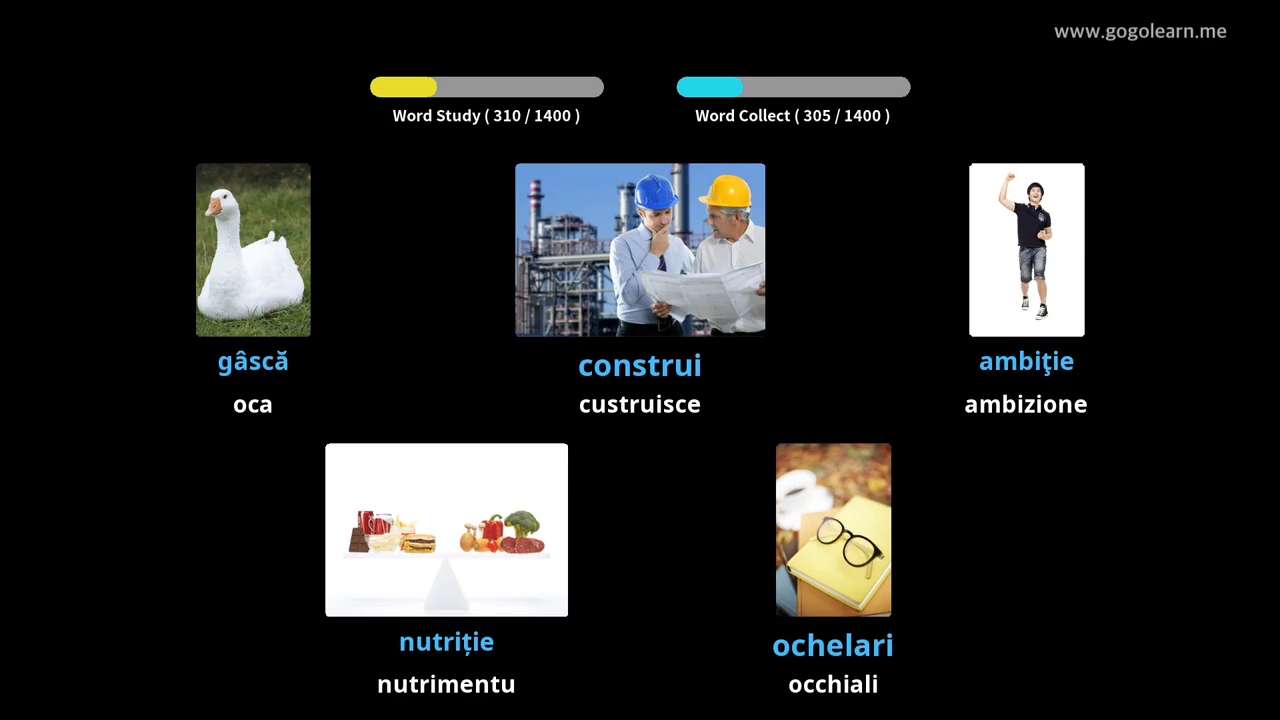 www.gogolearn.me
Word Study ( 310 / 1400 )
Word Collect ( 305 / 1400 )
gâscă
construi
ambiţie
oca
custruisce
ambizione
nutriție
ochelari
nutrimentu
occhiali